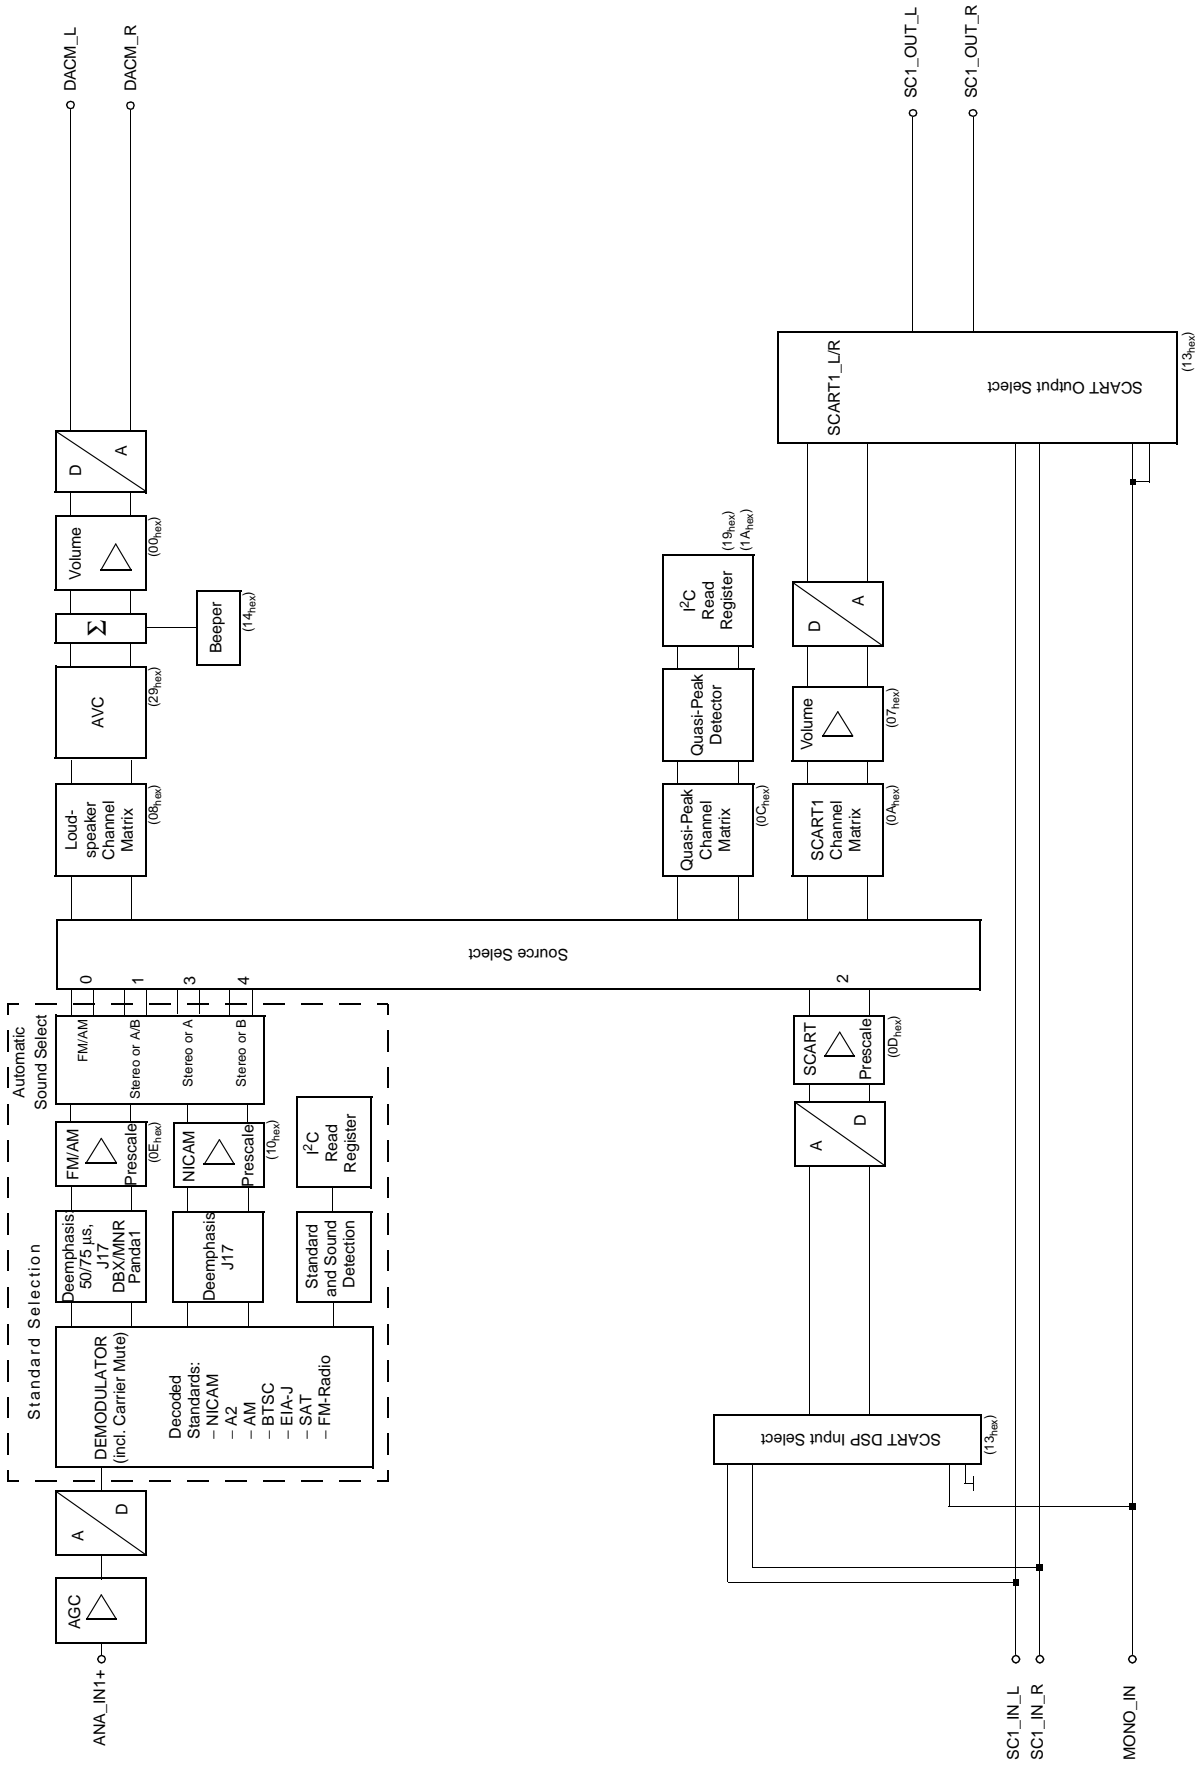 ANA_IN1+
AGC
A
D
Standard Selection
DEMODULATOR
(incl. Carrier Mute)
Decoded
Standards:
– NICAM
– A2
– AM
– BTSC
– EIA-J
– SAT
– FM-Radio
Deemphasis:
50/75 µs,
J17
DBX/MNR
Panda1
Deemphasis
J17
Standard
and Sound
Detection
FM/AM
Prescale
(0Ehex)
NICAM
Prescale
(10hex)
I2C
Read
Register
Automatic
Sound Select
FM/AM
Stereo or A/B
Stereo or A
Stereo or B
0
1
3
4
2
Source Select
Loud-
speaker
Channel
Matrix
(08hex)
AVC
(29hex)
Σ
Beeper
(14hex)
Volume
(00hex)
D
A
DACM_L
DACM_R
Quasi-Peak
Channel
Matrix
(0Chex)
Quasi-Peak
Detector
I2C
Read
Register
(19hex)
(1Ahex)
SCART1
Channel
Matrix
(0Ahex)
Volume
(07hex)
D
A
SCART1_L/R
SCART Output Select
(13hex)
SC1_OUT_L
SC1_OUT_R
SC1_IN_L
SC1_IN_R
MONO_IN
SCART DSP Input Select
(13hex)
A
D
SCART
Prescale
(0Dhex)